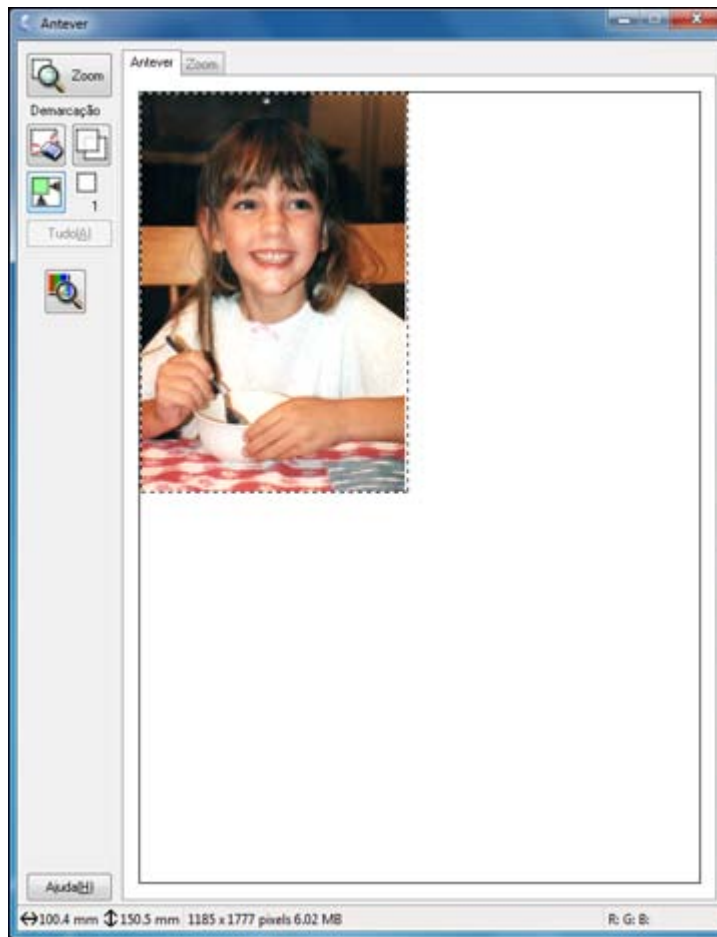 Antever
Zoom
Antever Zoom
Demarcação
1
Tudo(A)
Ajuda(H)
100.4 mm 150.5 mm 1185 x 1777 pixels 6.02 MB R: G: B: